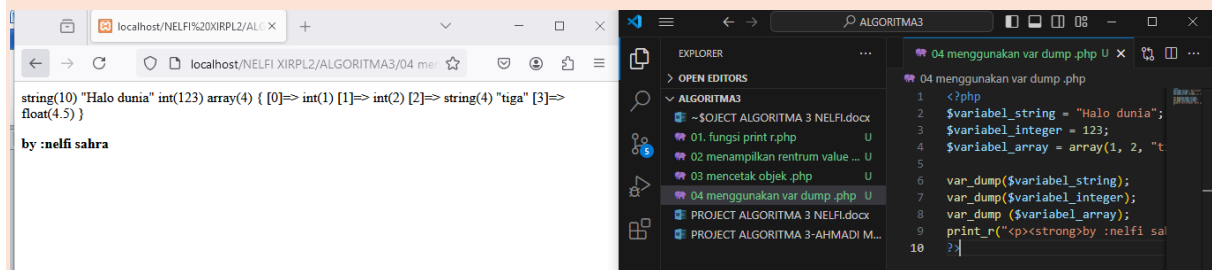 localhost/NELFI%20XIRPL2/ALG
localhost/NELFI XIRPL2/ALGORITMA3/04 men
string(10) "Halo dunia" int(123) array(4) { [0]=> int(1) [1]=> int(2) [2]=> string(4) "tiga" [3]=>
float(4.5) }
by :nelfi sahra
ALGORITMA3
EXPLORER
OPEN EDITORS
ALGORITMA3
~$OJECT ALGORITMA 3 NELFI.docx
01. fungsi print r.php U
02 menampilkan rentrum value ... U
03 mencetak objek .php U
04 menggunakan var dump .php U
PROJECT ALGORITMA 3 NELFI.docx
PROJECT ALGORITMA 3-AHMADI M...
5
04 menggunakan var dump .php U
04 menggunakan var dump .php
1 <?php
2 $variabel_string = "Halo dunia";
3 $variabel_integer = 123;
4 $variabel_array = array(1, 2, "t
5
6 var_dump($variabel_string);
7 var_dump($variabel_integer);
8 var_dump ($variabel_array);
9 print_r("<p><strong>by :nelfi sa
10 ?>